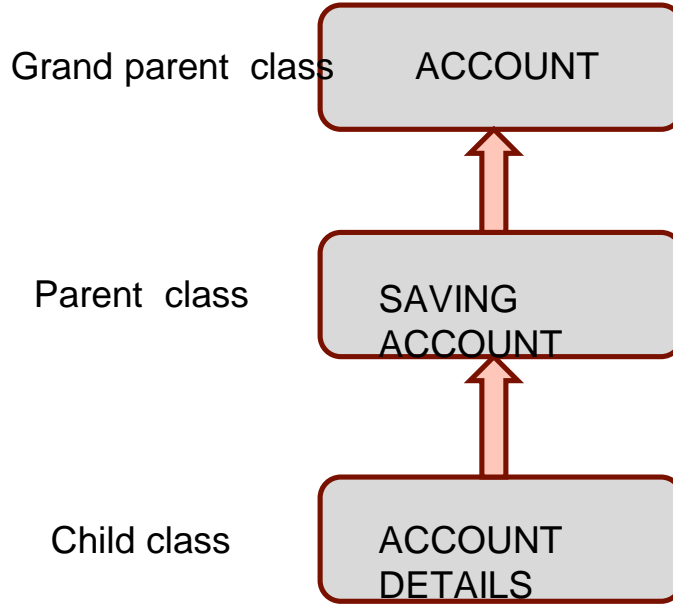 Grand parent class ACCOUNT
Parent class
SAVING
ACCOUNT
Child class
ACCOUNT
DETAILS